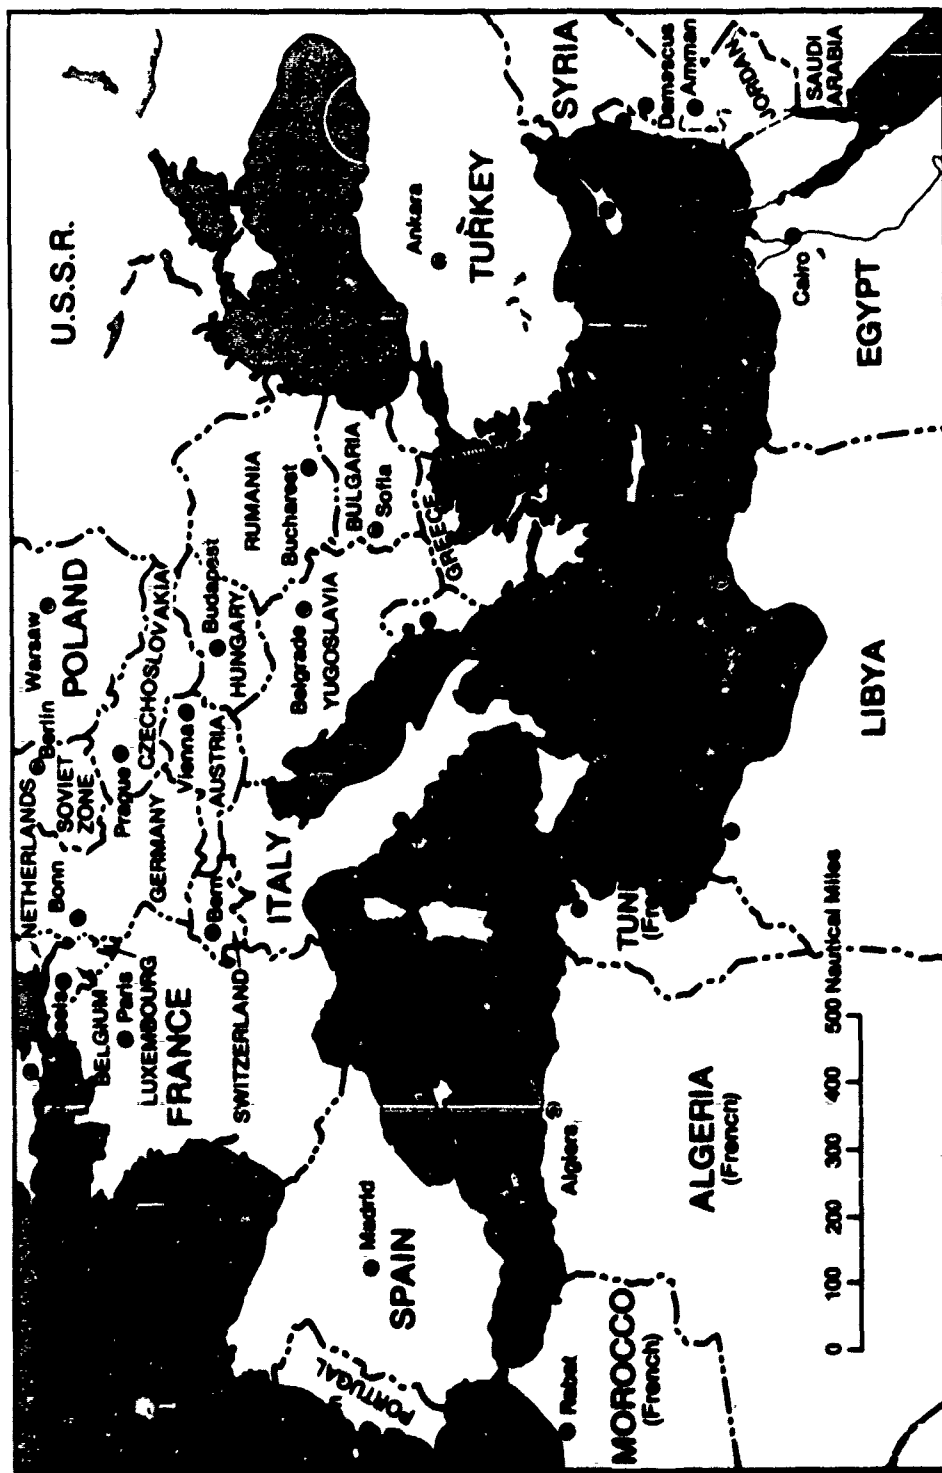 NETHERLANDS
Berlin
Warsaw
U.S.S.R.
Bonn
SOVIET
ZONE
POLAND
BELGIUM
Paris
Prague
LUXEMBOURG
GERMANY
CZECHOSLOVAKIA
FRANCE
Vienna
Bern
AUSTRIA
Budapest
HUNGARY
SWITZERLAND
RUMANIA
ITALY
Belgrade
Bucharest
YUGOSLAVIA
BULGARIA
Sofia
PORTUGAL
Madrid
SPAIN
GREECE
Ankara
TURKEY
SYRIA
Damascus
Amman
JORDAN
SAUDI
ARABIA
Rabat
MOROCCO
(French)
Algiers
ALGERIA
(French)
LIBYA
Cairo
EGYPT
0 100 200 300 400 500 Nautical Miles